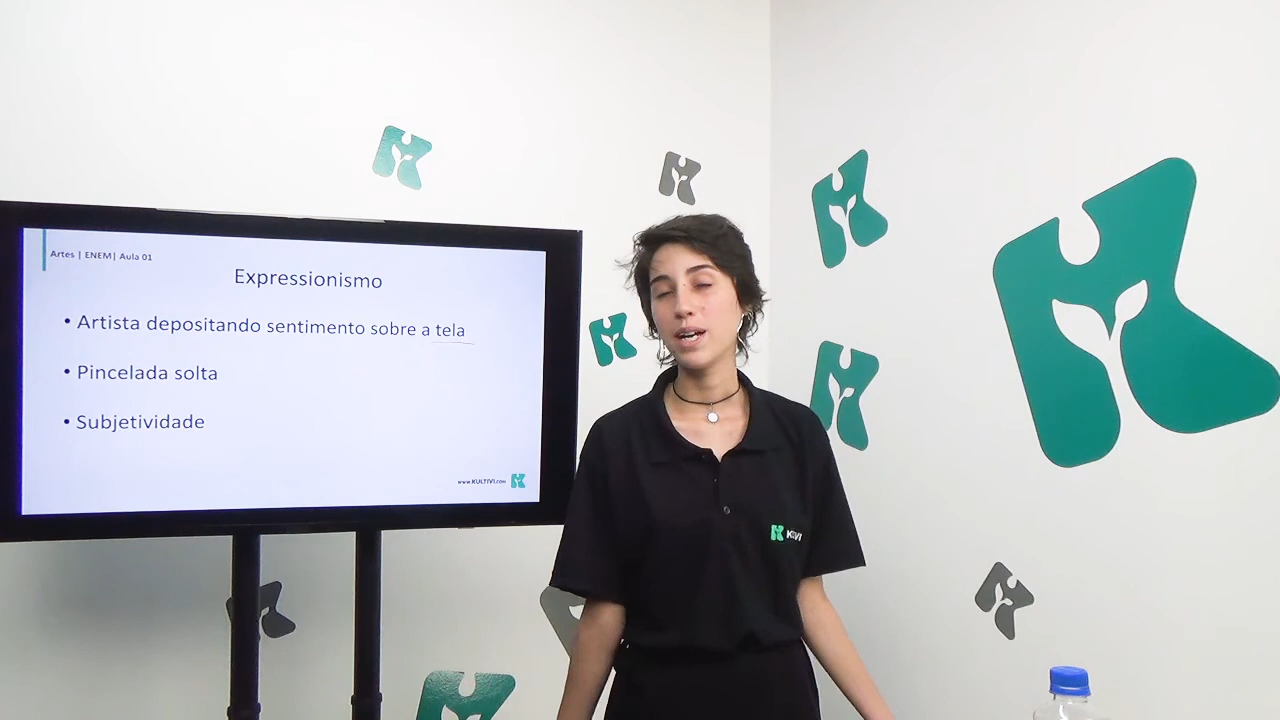 Artes | ENEM| Aula 01
Expressionismo
• Artista depositando sentimento sobre a tela
• Pincelada solta
• Subjetividade
www.KULTIVI.com